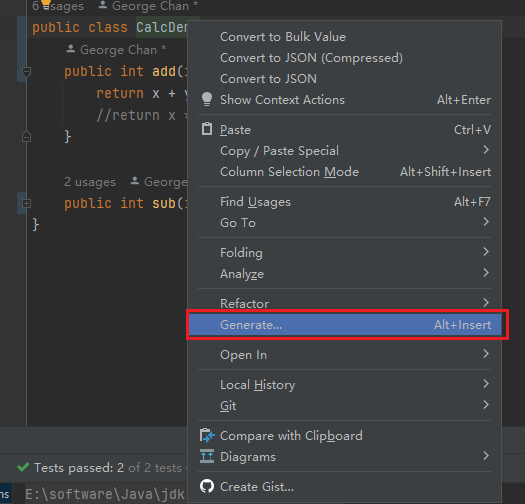 6 usages George Chan *
public class CalcDem
George Chan *
public int add(
return x +
//return x
}
2 usages George
public int sub(
}
Convert to Bulk Value
Convert to JSON (Compressed)
Convert to JSON
Show Context Actions Alt+Enter
Paste Ctrl+V
Copy / Paste Special
Column Selection Mode Alt+Shift+Insert
Find Usages Alt+F7
Go To
Folding
Analyze
Refactor
Generate... Alt+Insert
Open In
Local History
Git
Compare with Clipboard
Diagrams
Create Gist...
Tests passed: 2 of 2 tests –
ns E:\software\Java\jdk